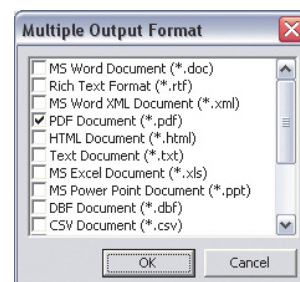 Multiple Output Format
MS Word Document (*.doc)
Rich Text Format (*.rtf)
MS Word XML Document (*.xml)
PDF Document (*.pdf)
HTML Document (*.html)
Text Document (*.txt)
MS Excel Document (*.xls)
MS Power Point Document (*.ppt)
DBF Document (*.dbf)
CSV Document (*.csv)
OK Cancel